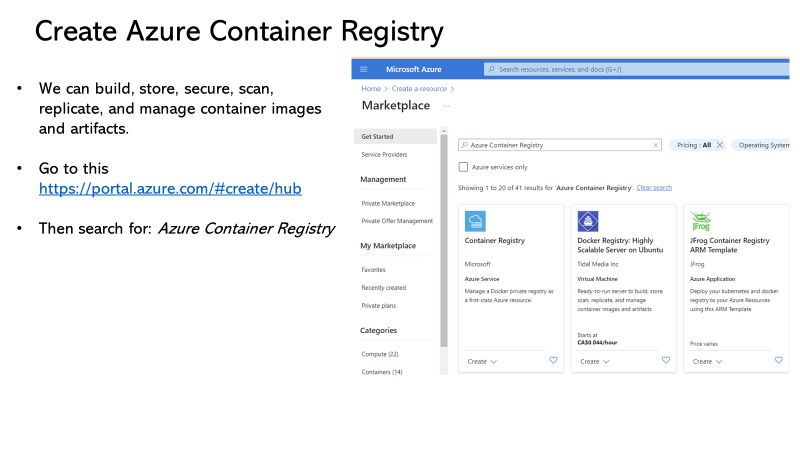 Create Azure Container Registry
• We can build, store, secure, scan,
replicate, and manage container images
and artifacts.
• Go to this
https://portal.azure.com/#create/hub
• Then search for: Azure Container Registry
Microsoft Azure
Search resources, services, and docs (G+/)
Home > Create a resource >
Marketplace ...
Get Started
Service Providers
Management
Private Marketplace
Private Offer Management
My Marketplace
Favorites
Recently created
Private plans
Categories
Compute (22)
Containers (14)
Azure Container Registry
Pricing : All
Operating System
Azure services only
Showing 1 to 20 of 41 results for 'Azure Container Registry'. Clear search
Container Registry
Microsoft
Azure Service
Manage a Docker private registry as
a first-class Azure resource.
Create
Docker Registry: Highly
Scalable Server on Ubuntu
Tidal Media Inc
Virtual Machine
Ready-to-run server to build, store,
scan, replicate, and manage
container images and artifacts
Starts at
CA$0.044/hour
Create
JFrog
JFrog Container Registry
ARM Template
JFrog
Azure Application
Deploy your kubernetes and docker
registry to your Azure Resources
using this ARM Template
Price varies
Create